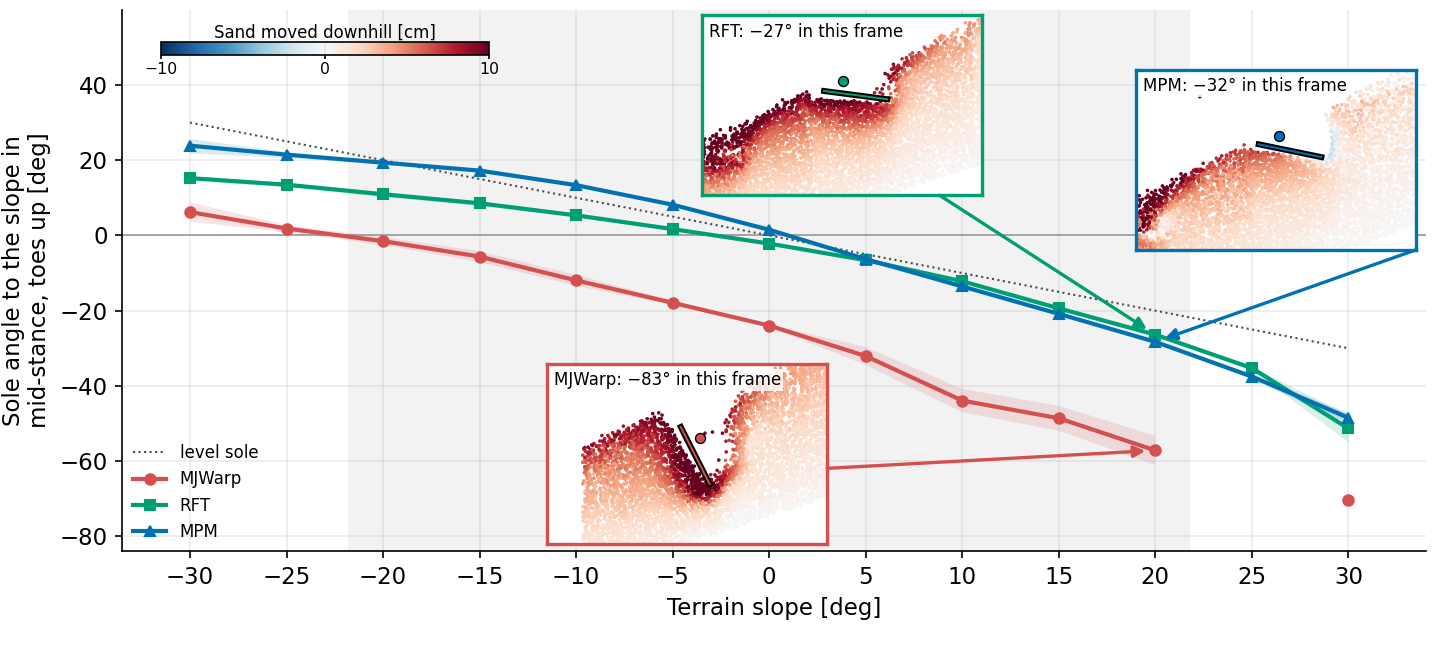 Sand moved downhill [cm]
−10 0 10
RFT: −27° in this frame
MPM: −32° in this frame
MJWarp: −83° in this frame
Sole angle to the slope in
mid-stance, toes up [deg]
40
20
0
−20
−40
−60
−80
level sole
MJWarp
RFT
MPM
−30 −25 −20 −15 −10 −5 0 5 10 15 20 25 30
Terrain slope [deg]